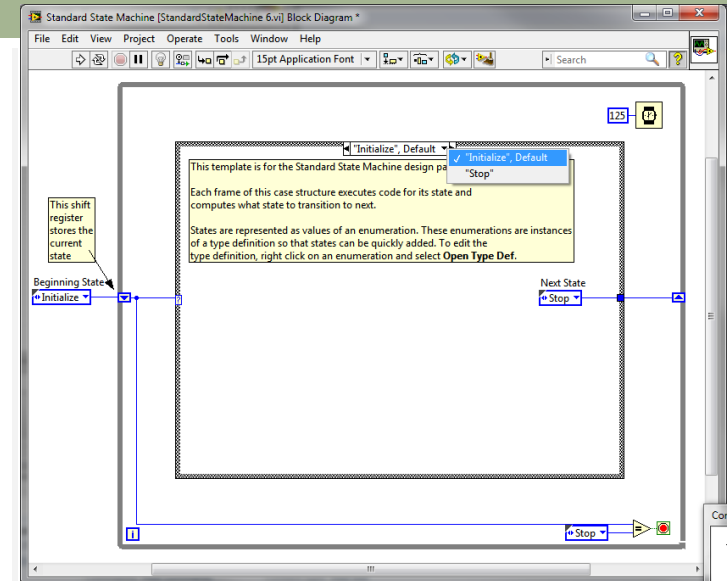 Standard State Machine [StandardStateMachine 6.vi] Block Diagram *
File Edit View Project Operate Tools Window Help
15pt Application Font
Search
125
"Initialize", Default
"Initialize", Default
"Stop"
This template is for the Standard State Machine design
Each frame of this case structure executes code for its state and
computes what state to transition to next.
States are represented as values of an enumeration. These enumerations are instances
of a type definition so that states can be quickly added. To edit the
type definition, right click on an enumeration and select Open Type Def.
This shift
register
stores the
current
state
Beginning State
Initialize
Next State
Stop
?
i
Stop
=